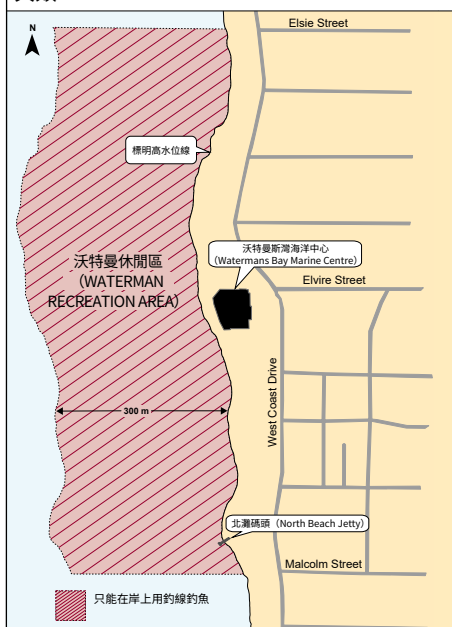 Elsie Street
N
標明高水位線
沃特曼斯灣海洋中心
（Watermans Bay Marine Centre）
沃特曼休閒區
（WATERMAN
RECREATION AREA）
Elvire Street
West Coast Drive
300 m
北灘碼頭（North Beach Jetty）
Malcolm Street
只能在岸上用釣線釣魚